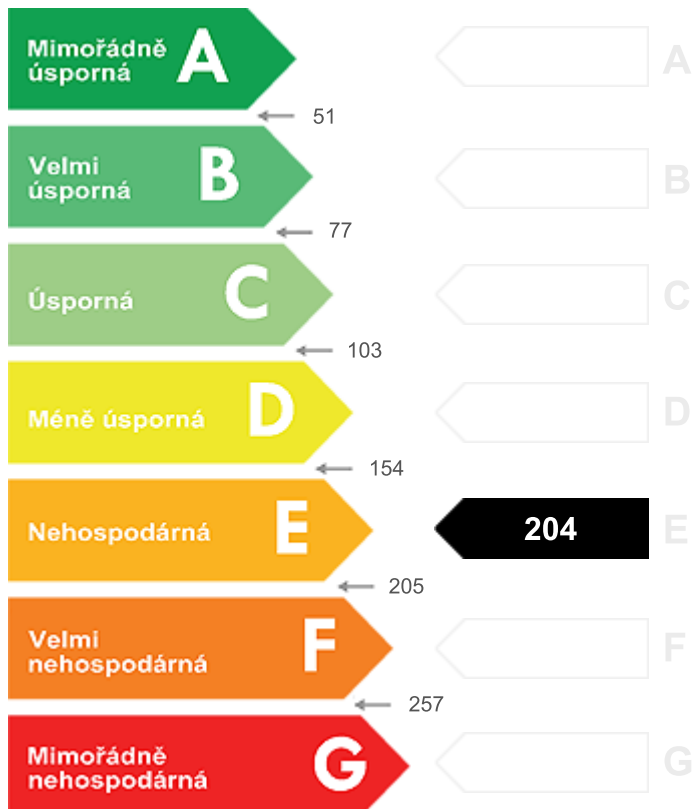 Mimořádně
úsporná
A
A
51
Velmi
úsporná
B
B
77
Úsporná
C
C
103
Méně úsporná
D
D
154
Nehospodárná
E
204
E
205
Velmi
nehospodárná
F
F
257
Mimořádně
nehospodárná
G
G